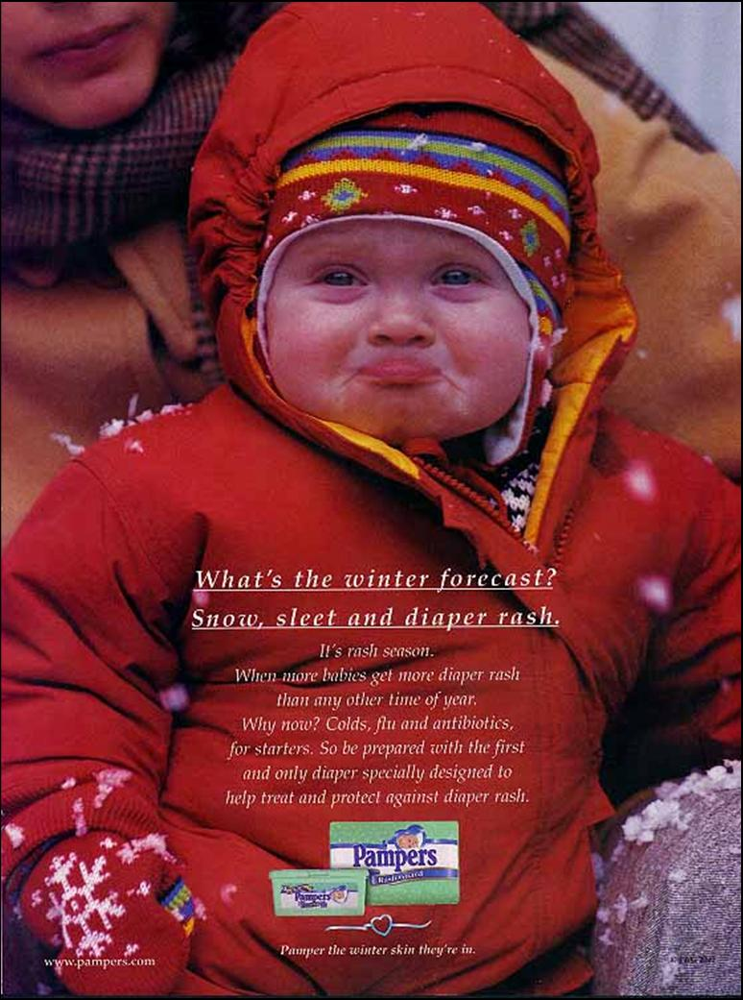 What's the winter forecast?
Snow, sleet and diaper rash.
It's rash season.
When more babies get more diaper rash
than any other time of year.
Why now? Colds, flu and antibiotics,
for starters. So be prepared with the first
and only diaper specially designed to
help treat and protect against diaper rash.
Pampers
Rash Guard
Pampers
Pamper the winter skin they're in.
www.pampers.com